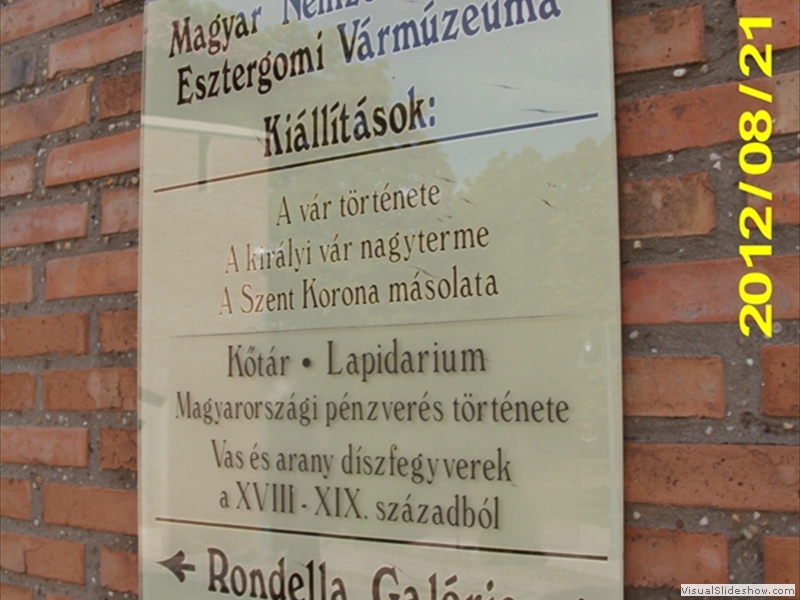 Magyar
Esztergomi Vármúzeuma
Kiállítások:
A vár története
A királyi vár nagyterme
A Szent Korona másolata
Kőtár • Lapidarium
Magyarországi pénzverés története
Vas és arany díszfegyverek
a XVIII - XIX. századból
Rondella
2012/08/21
VisualSlideshow.com